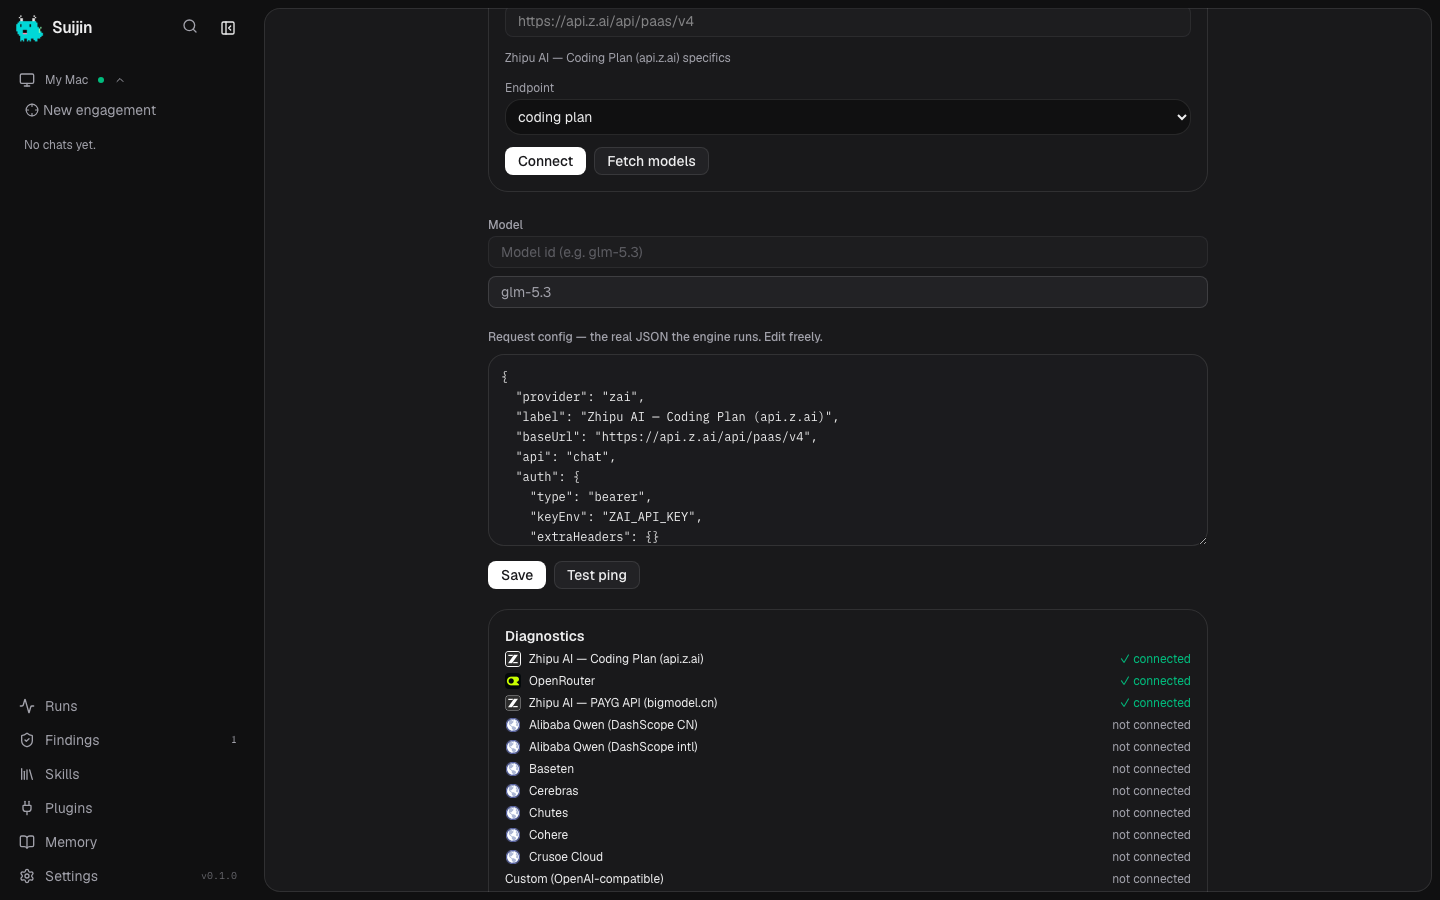 Suijin
My Mac
New engagement
No chats yet.
Runs
Findings 1
Skills
Plugins
Memory
Settings v0.1.0
https://api.z.ai/api/paas/v4
Zhipu AI — Coding Plan (api.z.ai) specifics
Endpoint
coding plan
Connect Fetch models
Model
Model id (e.g. glm-5.3)
glm-5.3
Request config — the real JSON the engine runs. Edit freely.
{
"provider": "zai",
"label": "Zhipu AI — Coding Plan (api.z.ai)",
"baseUrl": "https://api.z.ai/api/paas/v4",
"api": "chat",
"auth": {
"type": "bearer",
"keyEnv": "ZAI_API_KEY",
"extraHeaders": {}
Save Test ping
Diagnostics
Zhipu AI — Coding Plan (api.z.ai) ✓ connected
OpenRouter ✓ connected
Zhipu AI — PAYG API (bigmodel.cn) ✓ connected
Alibaba Qwen (DashScope CN) not connected
Alibaba Qwen (DashScope intl) not connected
Baseten not connected
Cerebras not connected
Chutes not connected
Cohere not connected
Crusoe Cloud not connected
Custom (OpenAI-compatible) not connected